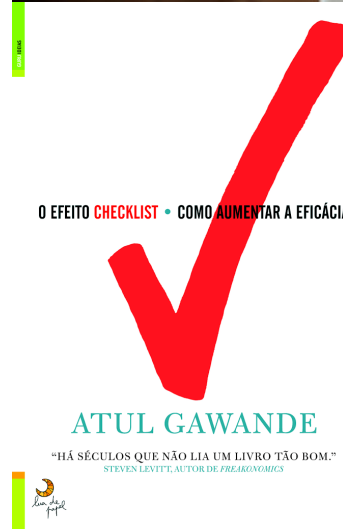 O EFEITO CHECKLIST • COMO AUMENTAR A EFICÁCIA
ATUL GAWANDE
“HÁ SÉCULOS QUE NÃO LIA UM LIVRO TÃO BOM.”
STEVEN LEVITT, AUTOR DE FREAKONOMICS
lua de
papel